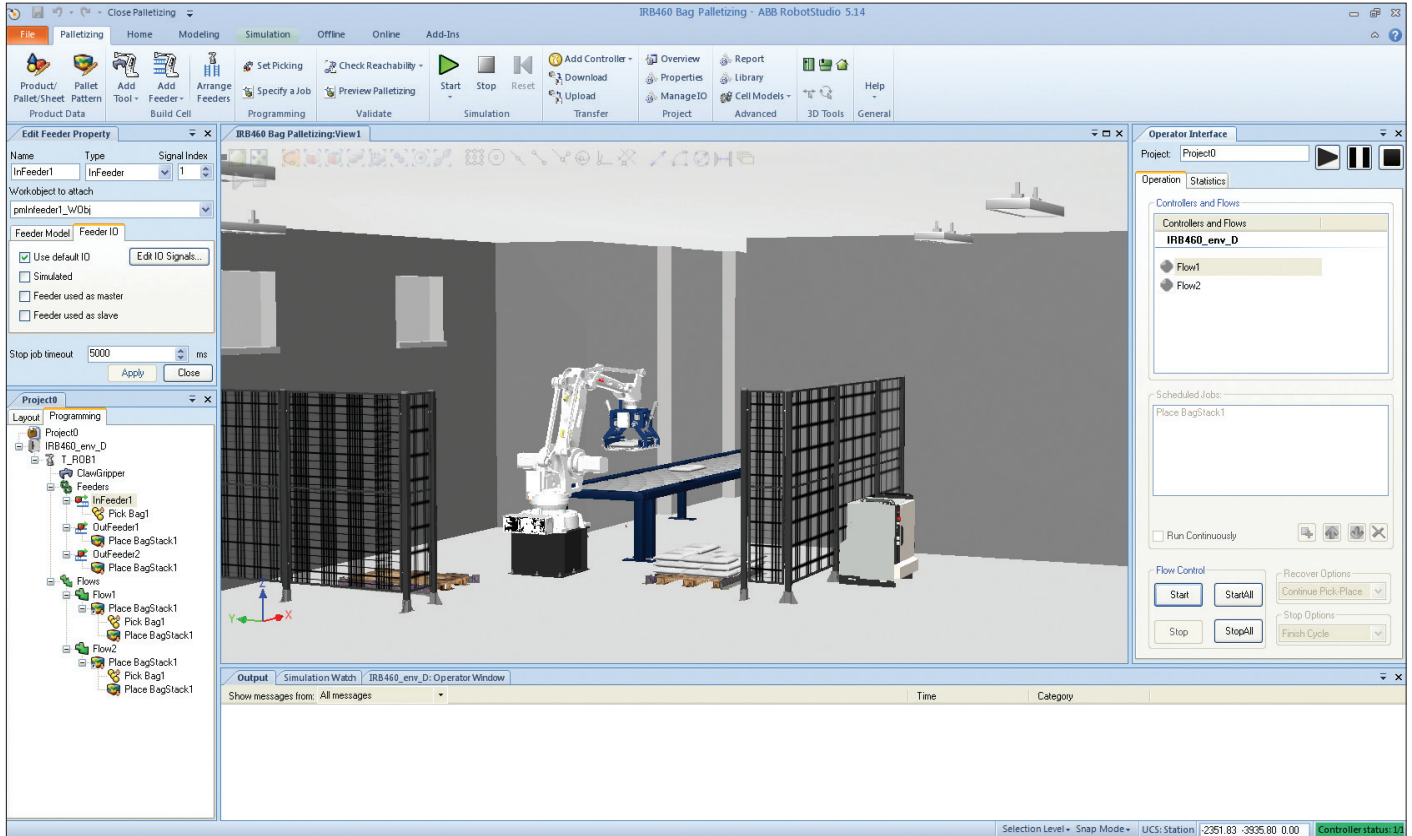 Close Palletizing
IRB460 Bag Palletizing - ABB RobotStudio 5.14
File Palletizing Home Modeling Simulation Offline Online Add-Ins
Product/ Pallet/Sheet
Pallet Pattern
Add Tool
Add Feeder
Arrange Feeders
Set Picking
Specify a Job
Check Reachability
Preview Palletizing
Start
Stop
Reset
Add Controller
Download
Upload
Overview
Properties
Manage IO
Report
Library
Cell Models
Help
Product Data Build Cell Programming Validate Simulation Transfer Project Advanced 3D Tools General
Edit Feeder Property
Name Type Signal Index
InFeeder1 InFeeder 1
Workobject to attach
pmInfeeder1_WObj
Feeder Model Feeder IO
Use default IO Edit IO Signals...
Simulated
Feeder used as master
Feeder used as slave
Stop job timeout 5000 ms
Apply Close
Project0
Layout Programming
Project0
IRB460_env_D
T_ROB1
ClawGripper
Feeders
InFeeder1
Pick Bag1
OutFeeder1
Place BagStack1
OutFeeder2
Place BagStack1
Flows
Flow1
Place BagStack1
Pick Bag1
Place BagStack1
Flow2
Place BagStack1
Pick Bag1
Place BagStack1
IRB460 Bag Palletizing:View1
Z
Y
X
Output Simulation Watch IRB460_env_D: Operator Window
Show messages from: All messages Time Category
Operator Interface
Project: Project0
Operation Statistics
Controllers and Flows
Controllers and Flows
IRB460_env_D
Flow1
Flow2
Scheduled Jobs:
Place BagStack1
Run Continuously
Flow Control
Start StartAll
Stop StopAll
Recover Options
Continue Pick-Place
Stop Options
Finish Cycle
Selection Level Snap Mode UCS: Station -2351.83 -3935.80 0.00 Controller status: 1/1